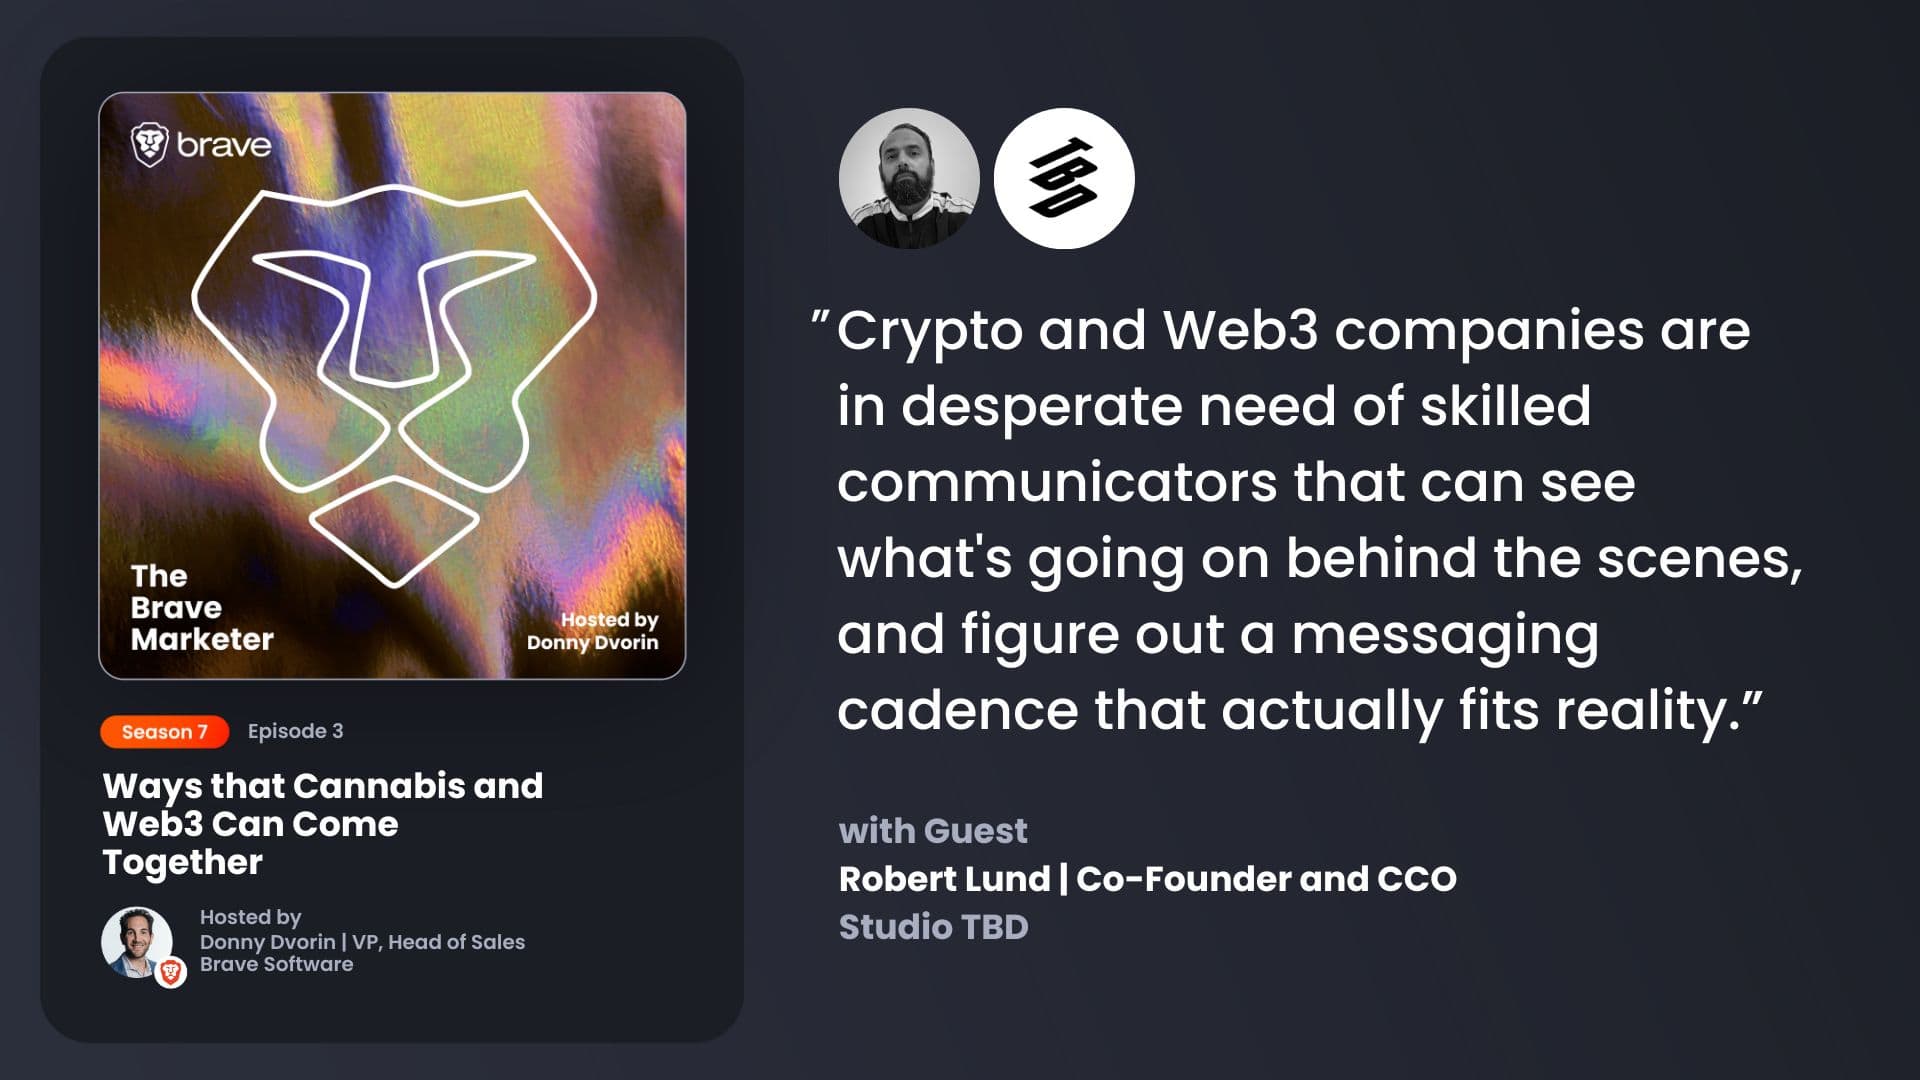 brave
The
Brave
Marketer
Hosted by
Donny Dvorin
Season 7
Episode 3
Ways that Cannabis and
Web3 Can Come
Together
Hosted by
Donny Dvorin | VP, Head of Sales
Brave Software
TBD
”Crypto and Web3 companies are
in desperate need of skilled
communicators that can see
what's going on behind the scenes,
and figure out a messaging
cadence that actually fits reality.”
with Guest
Robert Lund | Co-Founder and CCO
Studio TBD